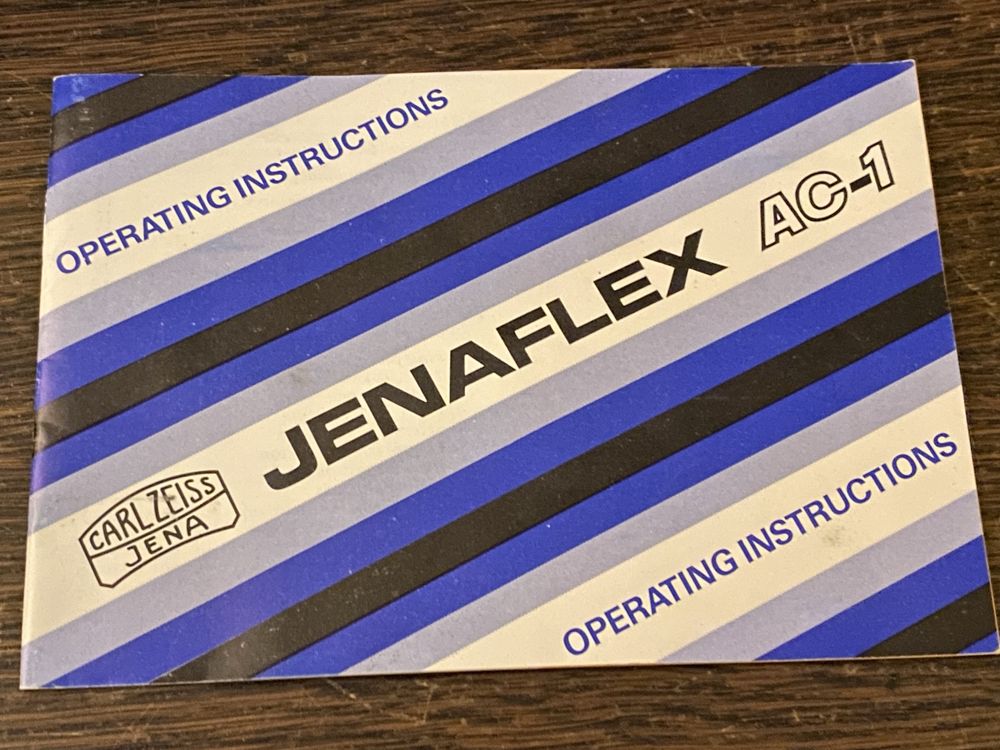 OPERATING INSTRUCTIONS
JENAFLEX AC-1
CARL ZEISS
JENA
OPERATING INSTRUCTIONS